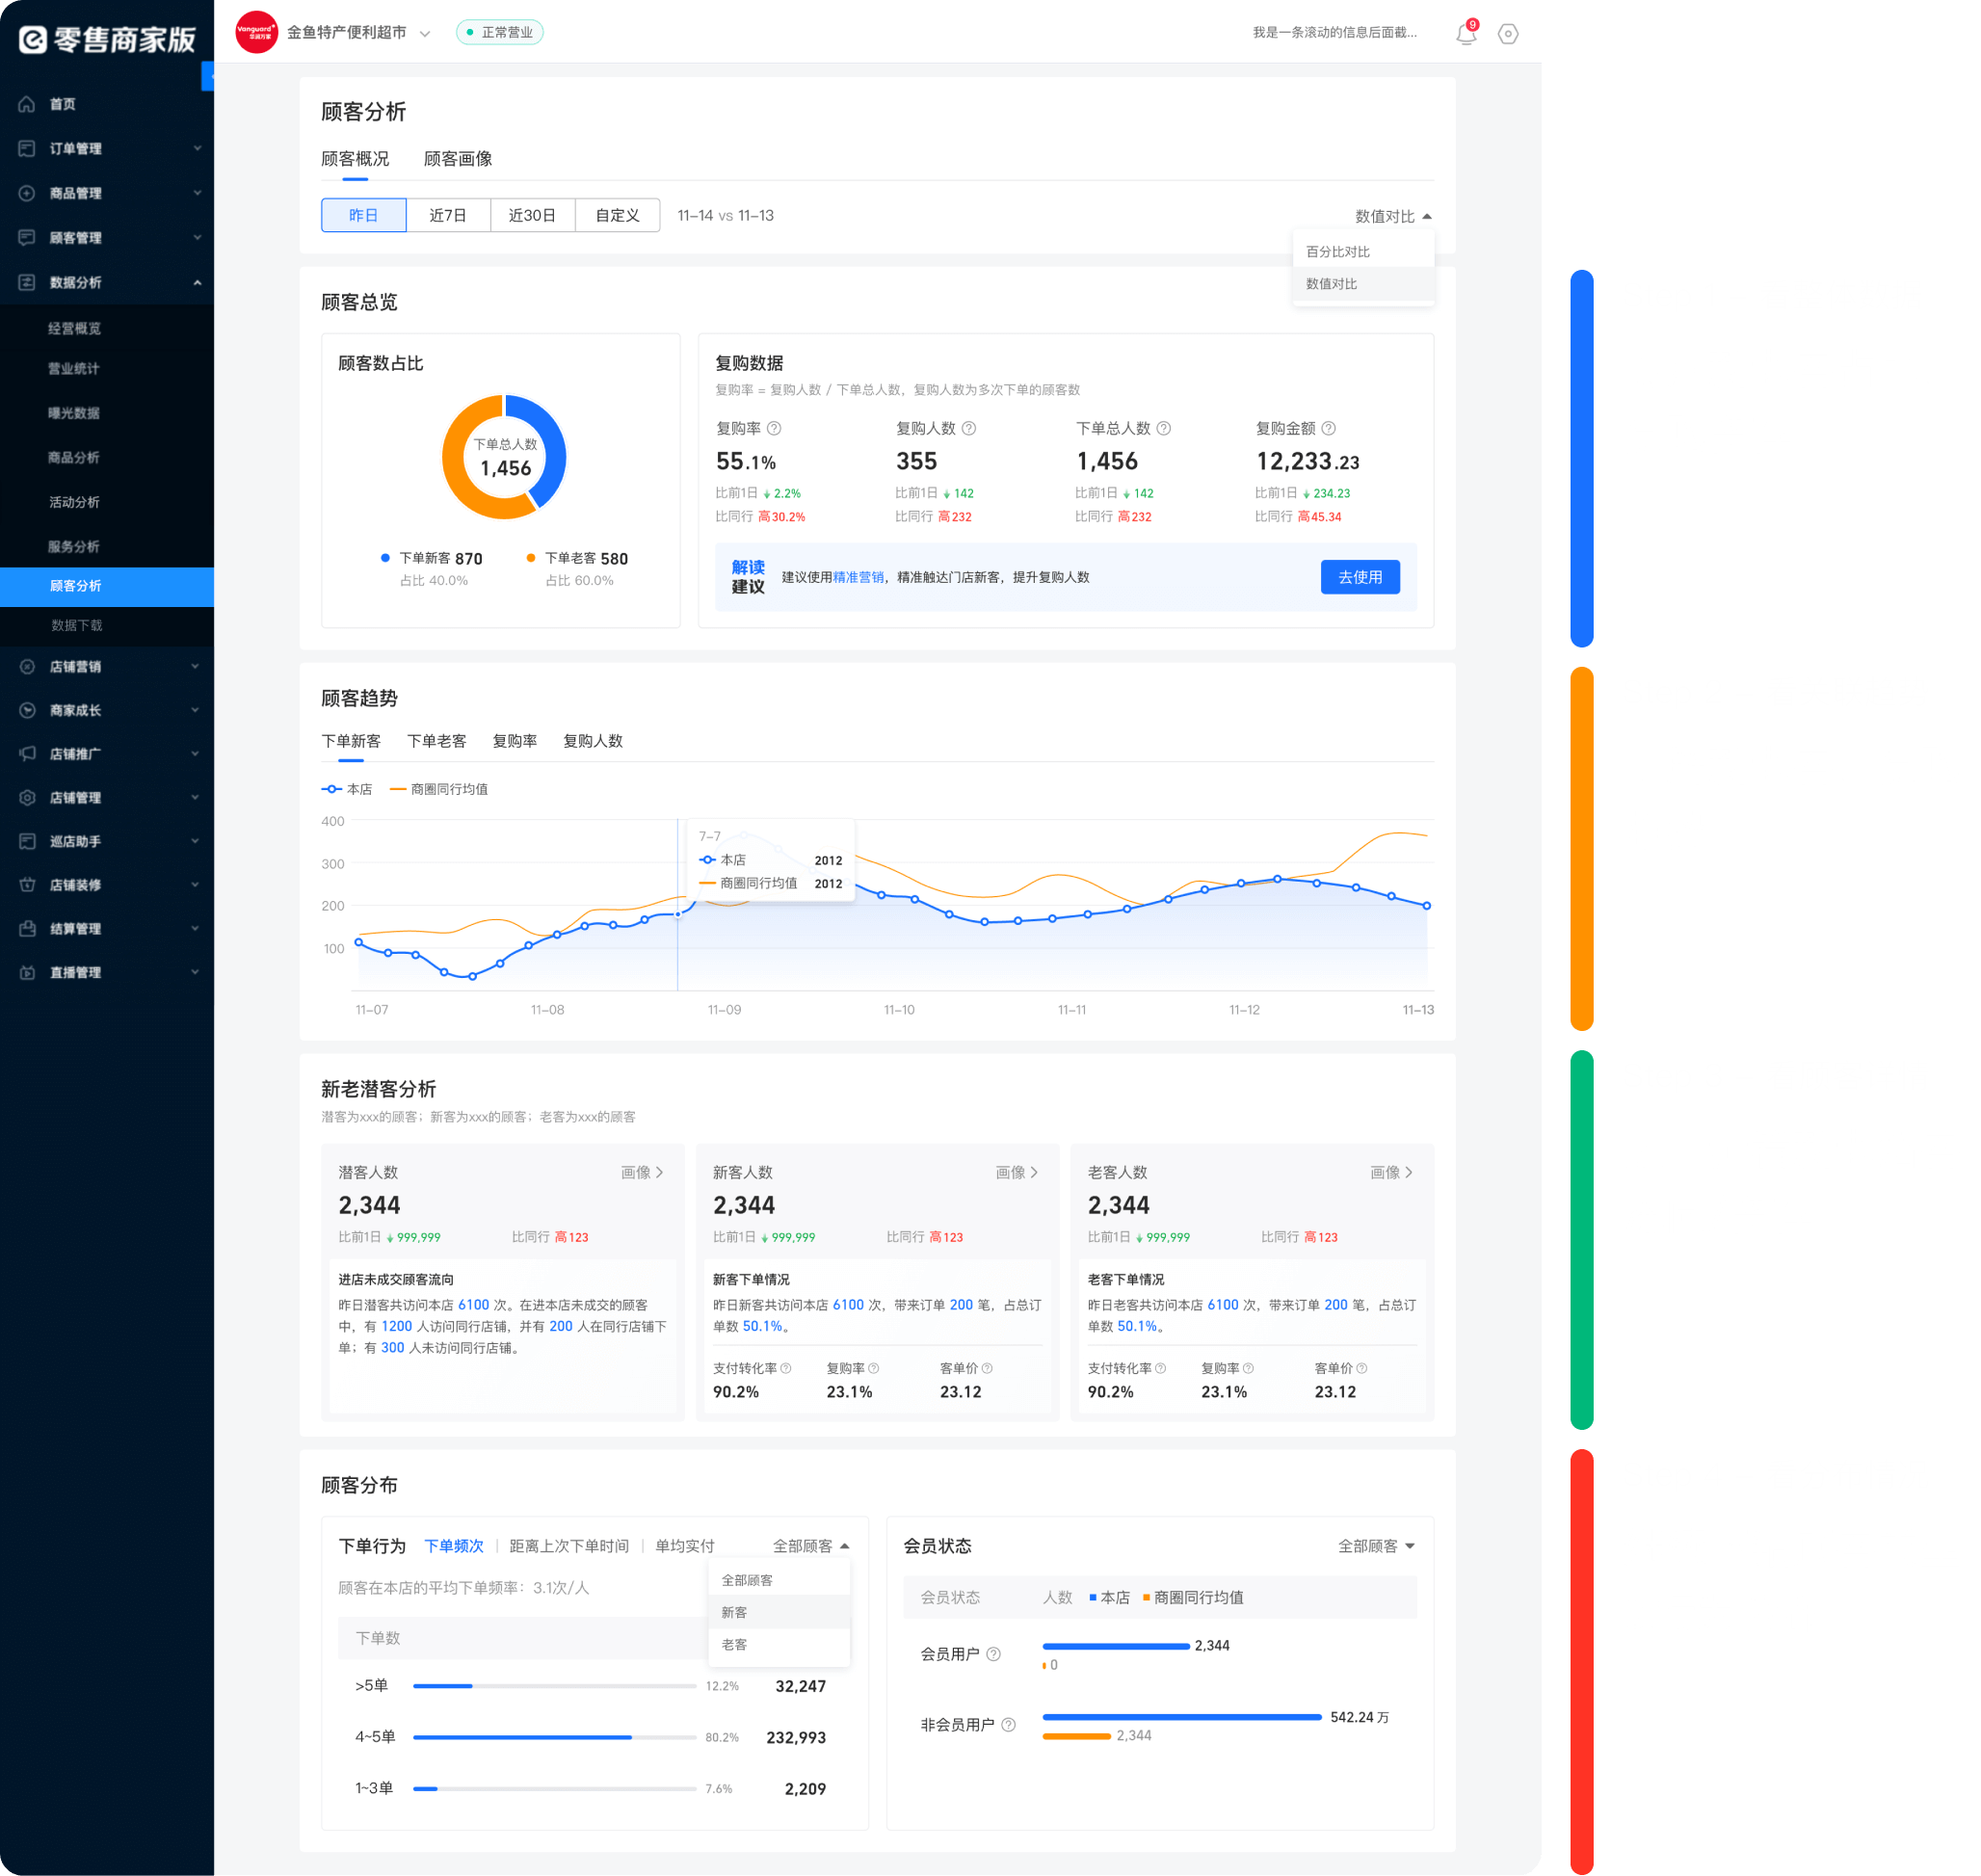 零售商家版
首页
订单管理
商品管理
顾客管理
数据分析
经营概览
营业统计
曝光数据
商品分析
活动分析
服务分析
顾客分析
数据下载
店铺营销
商家成长
店铺推广
店铺管理
巡店助手
店铺装修
结算管理
直播管理
Vanguard
华润万家
金鱼特产便利超市
正常营业
我是一条滚动的信息后面截...
9
顾客分析
顾客概况 顾客画像
昨日 近7日 近30日 自定义 11-14 vs 11-13
数值对比
百分比对比
数值对比
顾客总览
顾客数占比
下单总人数
1,456
下单新客 870 下单老客 580
占比 40.0% 占比 60.0%
复购数据
复购率 = 复购人数 / 下单总人数，复购人数为多次下单的顾客数
复购率 复购人数 下单总人数 复购金额
55.1% 355 1,456 12,233.23
比前1日 2.2% 比前1日 142 比前1日 142 比前1日 234.23
比同行 高30.2% 比同行 高232 比同行 高232 比同行 高45.34
解读
建议
建议使用精准营销，精准触达门店新客，提升复购人数
去使用
顾客趋势
下单新客 下单老客 复购率 复购人数
本店 商圈同行均值
400
300
200
100
7-7
本店 2012
商圈同行均值 2012
11-07 11-08 11-09 11-10 11-11 11-12 11-13
新老潜客分析
潜客为xxx的顾客；新客为xxx的顾客；老客为xxx的顾客
潜客人数 画像
2,344
比前1日 999,999 比同行 高123
进店未成交顾客流向
昨日潜客共访问本店 6100 次。在进本店未成交的顾客
中，有 1200 人访问同行店铺，并有 200 人在同行店铺下
单；有 300 人未访问同行店铺。
新客人数 画像
2,344
比前1日 999,999 比同行 高123
新客下单情况
昨日新客共访问本店 6100 次，带来订单 200 笔，占总订
单数 50.1%。
支付转化率 复购率 客单价
90.2% 23.1% 23.12
老客人数 画像
2,344
比前1日 999,999 比同行 高123
老客下单情况
昨日老客共访问本店 6100 次，带来订单 200 笔，占总订
单数 50.1%。
支付转化率 复购率 客单价
90.2% 23.1% 23.12
顾客分布
下单行为 下单频次 距离上次下单时间 单均实付 全部顾客
顾客在本店的平均下单频率：3.1次/人
全部顾客
新客
老客
下单数
>5单 12.2% 32,247
4~5单 80.2% 232,993
1~3单 7.6% 2,209
会员状态 全部顾客
会员状态 人数 本店 商圈同行均值
会员用户 2,344
0
非会员用户 542.24 万
2,344